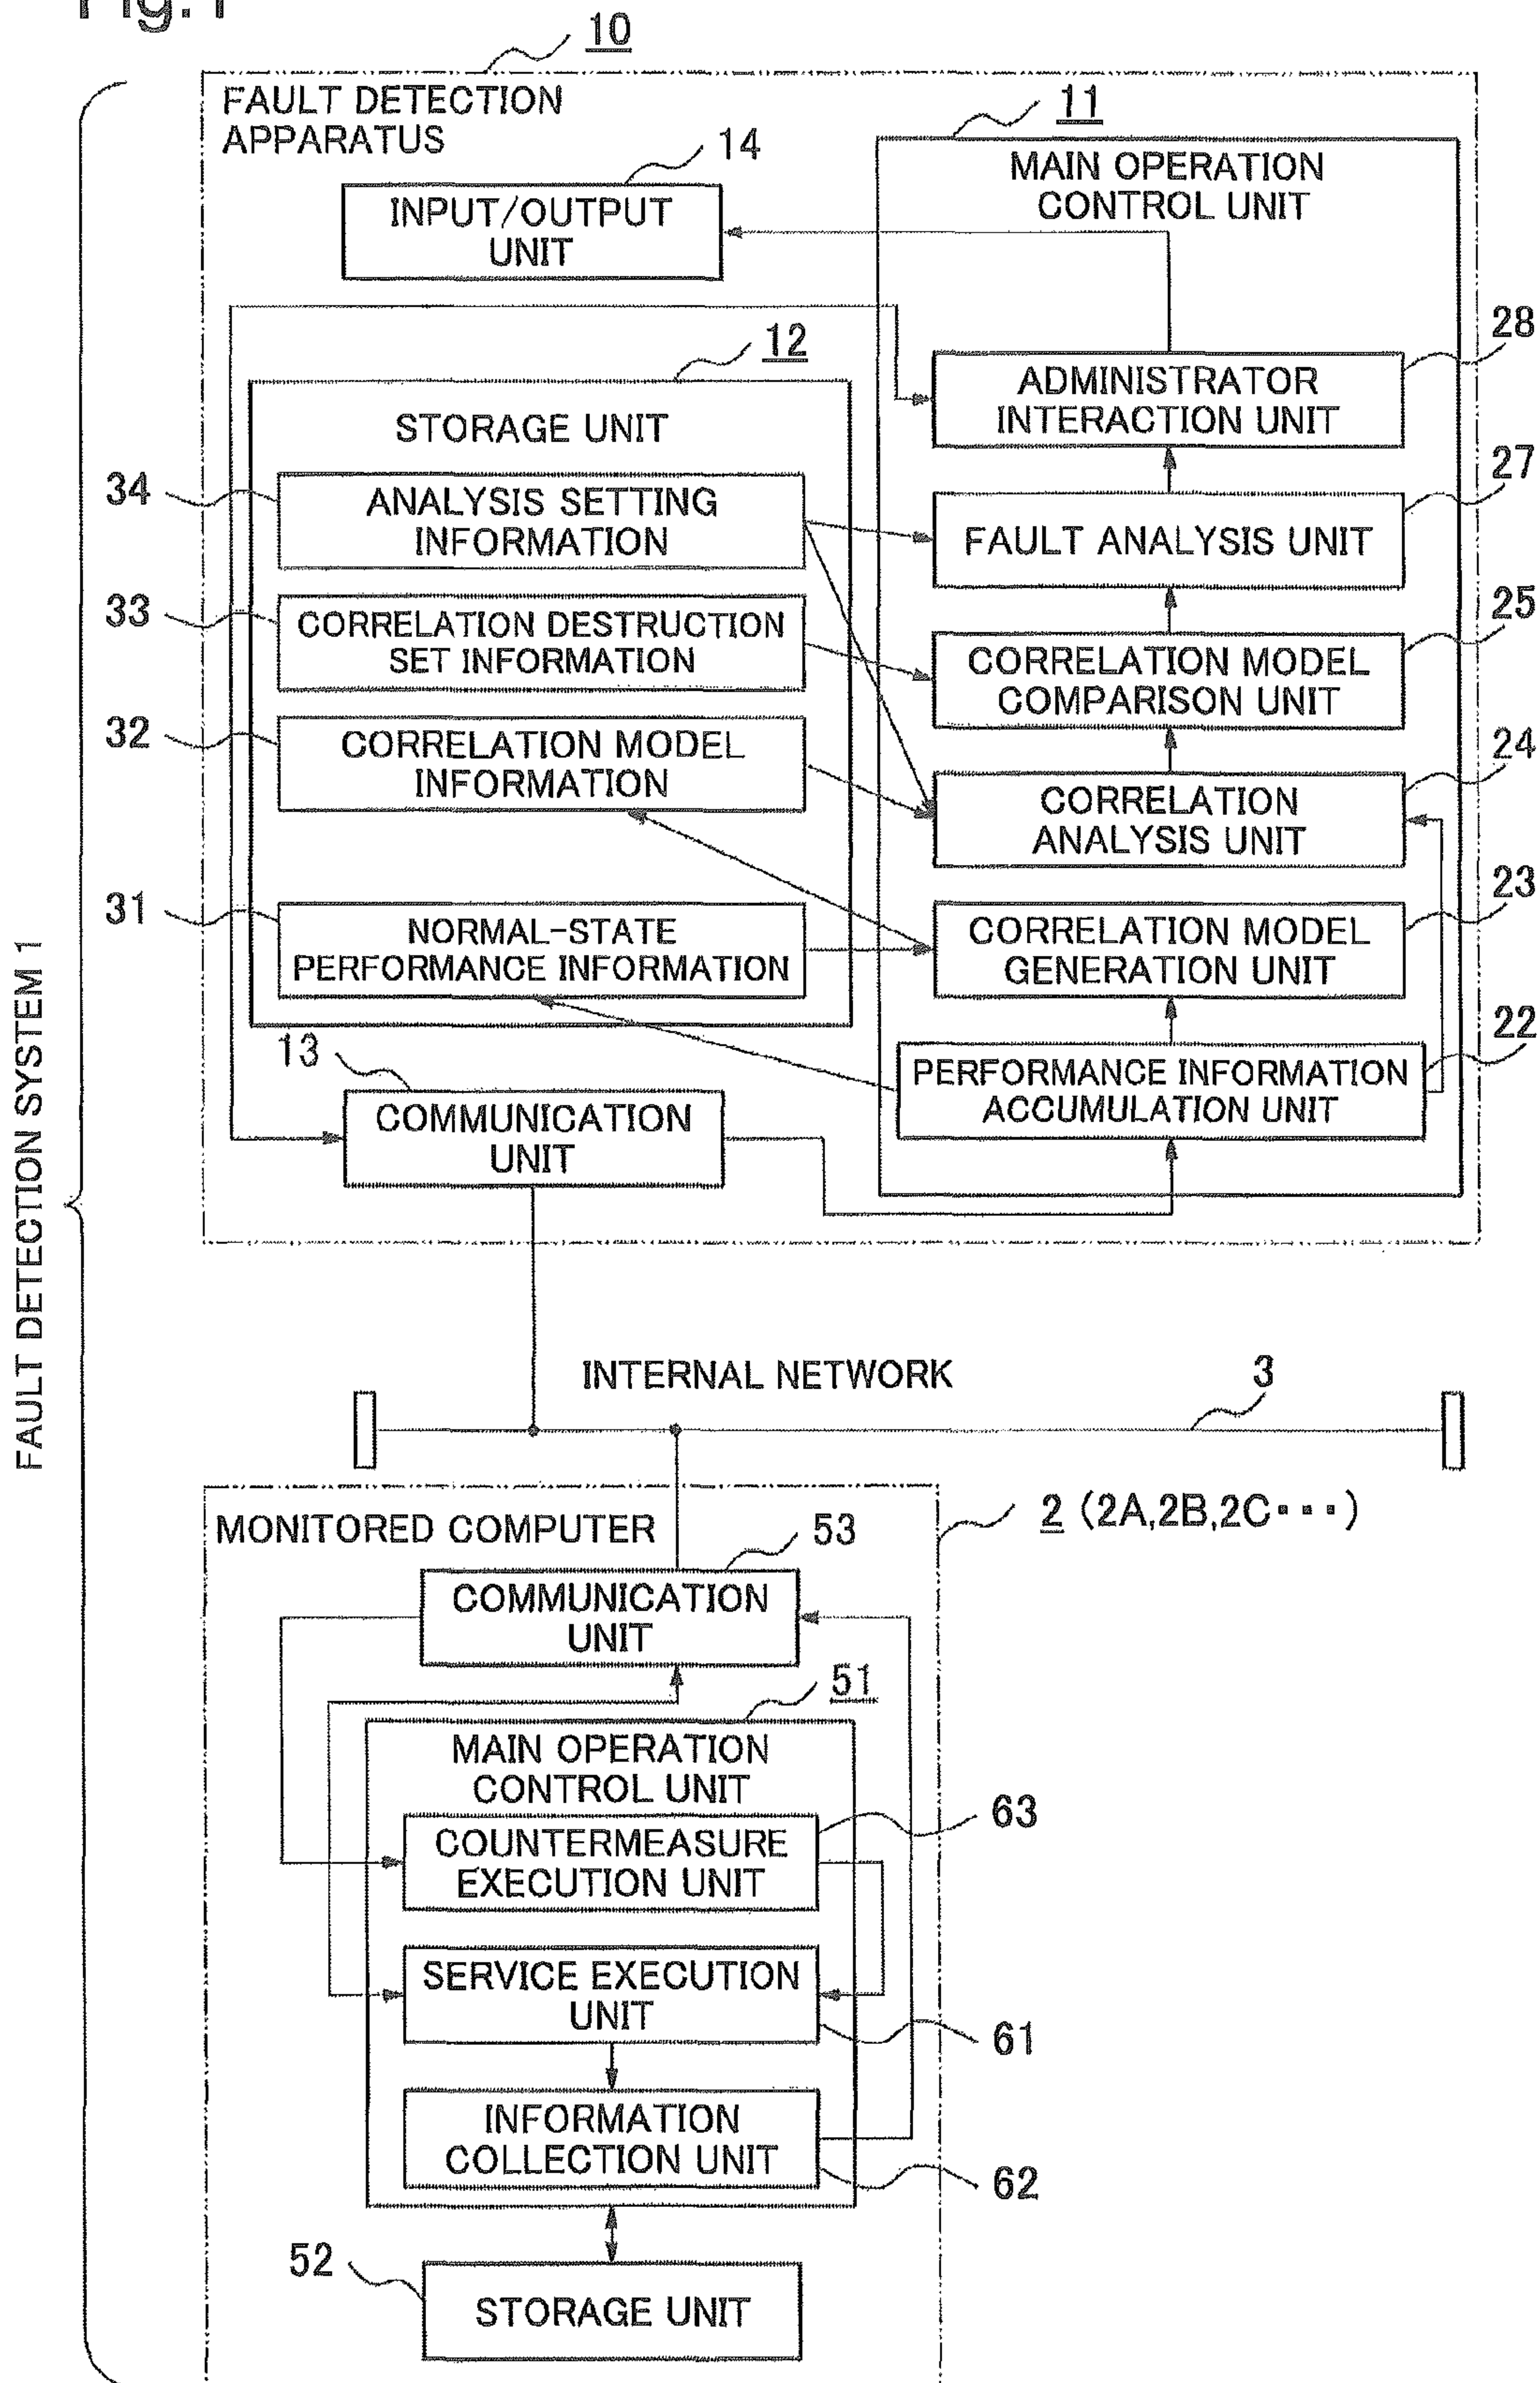 Fig.1
10
FAULT DETECTION
APPARATUS
11
14
MAIN OPERATION
CONTROL UNIT
INPUT/OUTPUT
UNIT
28
12
ADMINISTRATOR
INTERACTION UNIT
STORAGE UNIT
27
34
ANALYSIS SETTING
INFORMATION
FAULT ANALYSIS UNIT
25
33
CORRELATION DESTRUCTION
SET INFORMATION
CORRELATION MODEL
COMPARISON UNIT
32
24
CORRELATION MODEL
INFORMATION
CORRELATION
ANALYSIS UNIT
23
31
NORMAL-STATE
PERFORMANCE INFORMATION
CORRELATION MODEL
GENERATION UNIT
22
13
PERFORMANCE INFORMATION
ACCUMULATION UNIT
COMMUNICATION
UNIT
FAULT DETECTION SYSTEM 1
INTERNAL NETWORK
3
2 (2A,2B,2C···)
MONITORED COMPUTER
53
COMMUNICATION
UNIT
51
MAIN OPERATION
CONTROL UNIT
63
COUNTERMEASURE
EXECUTION UNIT
SERVICE EXECUTION
UNIT
61
INFORMATION
COLLECTION UNIT
62
52
STORAGE UNIT